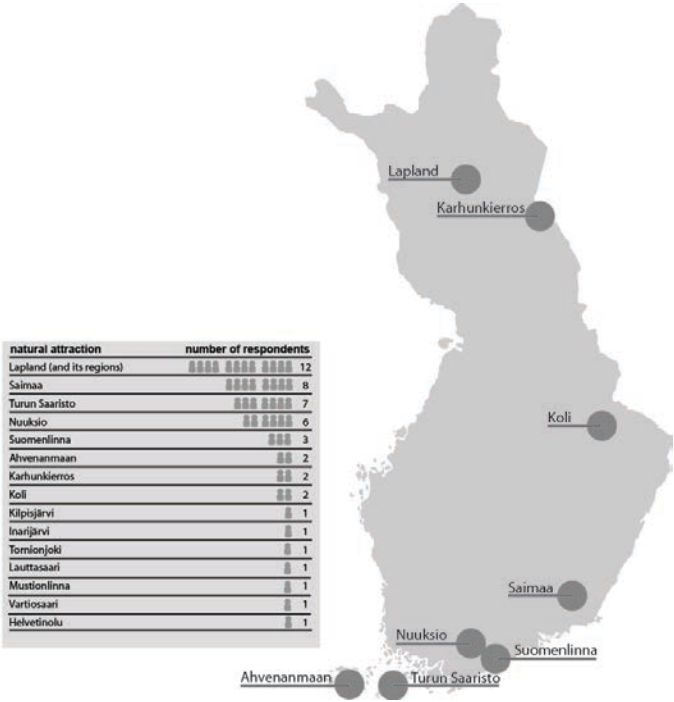 Lapland
Karhunkierros
natural attraction number of respondents
Lapland (and its regions) 12
Saimaa 8
Turun Saaristo 7
Nuuksio 6
Suomenlinna 3
Ahvenanmaan 2
Karhunkierros 2
Koli 2
Kilpisjärvi 1
Inarijärvi 1
Tornionjoki 1
Lauttasaari 1
Mustionlinna 1
Vartiosaari 1
Helvetinolu 1
Koli
Saimaa
Nuuksio
Suomenlinna
Ahvenanmaan
Turun Saaristo